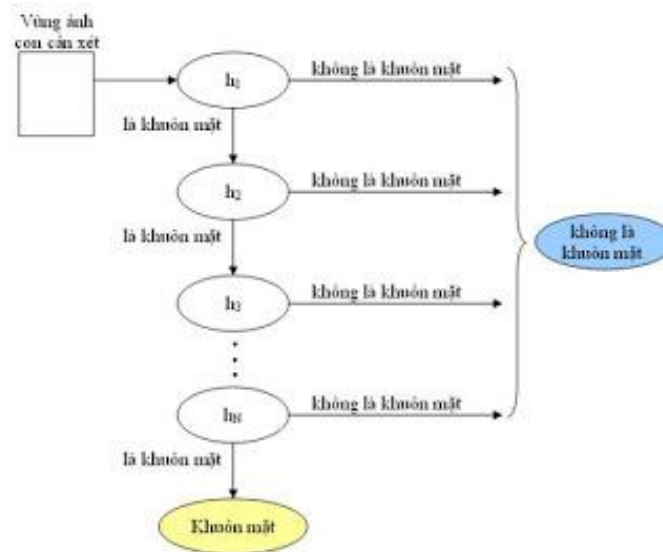 Vùng ảnh
con cần xét
h₁
không là khuôn mặt
là khuôn mặt
h₂
không là khuôn mặt
là khuôn mặt
h₃
không là khuôn mặt
không là
khuôn mặt
h_N
không là khuôn mặt
là khuôn mặt
Khuôn mặt